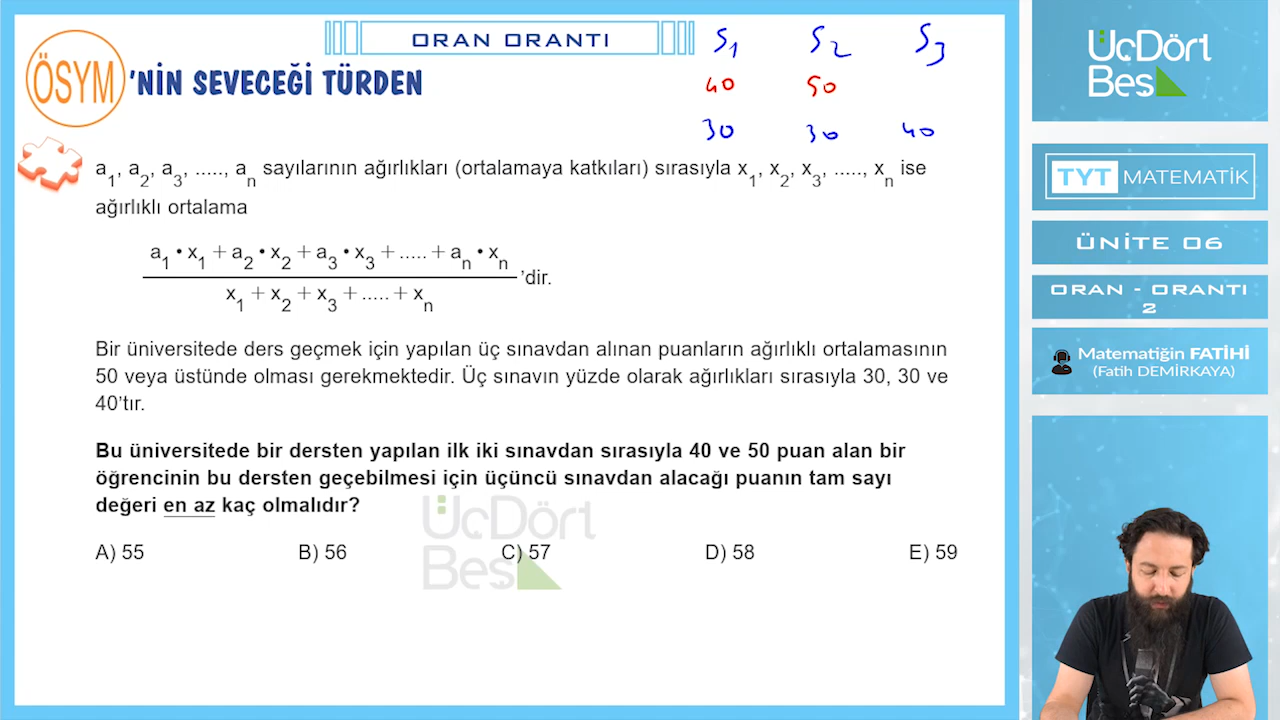 ORAN ORANTI
ÖSYM'NİN SEVECEĞİ TÜRDEN
S1 S2 S3
40 50
30 30 40
a1, a2, a3, ....., an sayılarının ağırlıkları (ortalamaya katkıları) sırasıyla x1, x2, x3, ....., xn ise
ağırlıklı ortalama
a1 • x1 + a2 • x2 + a3 • x3 + ..... + an • xn
x1 + x2 + x3 + ..... + xn
'dir.
Bir üniversitede ders geçmek için yapılan üç sınavdan alınan puanların ağırlıklı ortalamasının
50 veya üstünde olması gerekmektedir. Üç sınavın yüzde olarak ağırlıkları sırasıyla 30, 30 ve
40'tır.
Bu üniversitede bir dersten yapılan ilk iki sınavdan sırasıyla 40 ve 50 puan alan bir
öğrencinin bu dersten geçebilmesi için üçüncü sınavdan alacağı puanın tam sayı
değeri en az kaç olmalıdır?
A) 55 B) 56 C) 57 D) 58 E) 59
ÜçDört
Beş
ÜçDört
Beş
TYT MATEMATİK
ÜNİTE 06
ORAN - ORANTI
2
Matematiğin FATİHİ
(Fatih DEMİRKAYA)